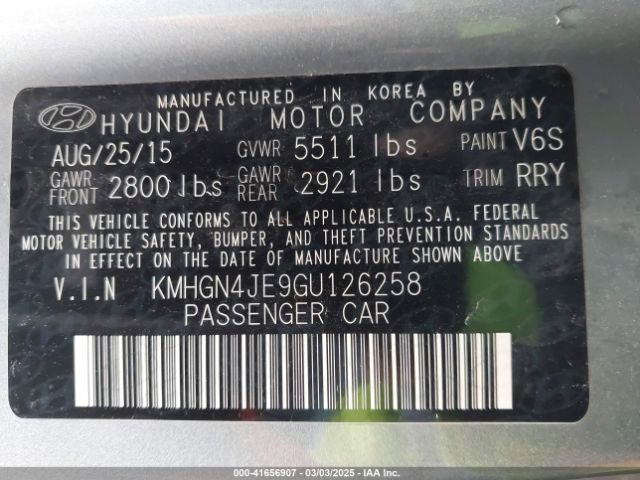 MANUFACTURED IN KOREA BY
HYUNDAI MOTOR COMPANY
AUG/25/15 GVWR 5511 lbs PAINT V6S
GAWR FRONT 2800 lbs GAWR REAR 2921 lbs TRIM RRY
THIS VEHICLE CONFORMS TO ALL APPLICABLE U.S.A. FEDERAL
MOTOR VEHICLE SAFETY, BUMPER, AND THEFT PREVENTION STANDARDS
IN EFFECT ON THE DATE OF MANUFACTURE SHOWN ABOVE.
V.I.N KMHGN4JE9GU126258
PASSENGER CAR
000-41656907 - 03/03/2025 - IAA Inc.